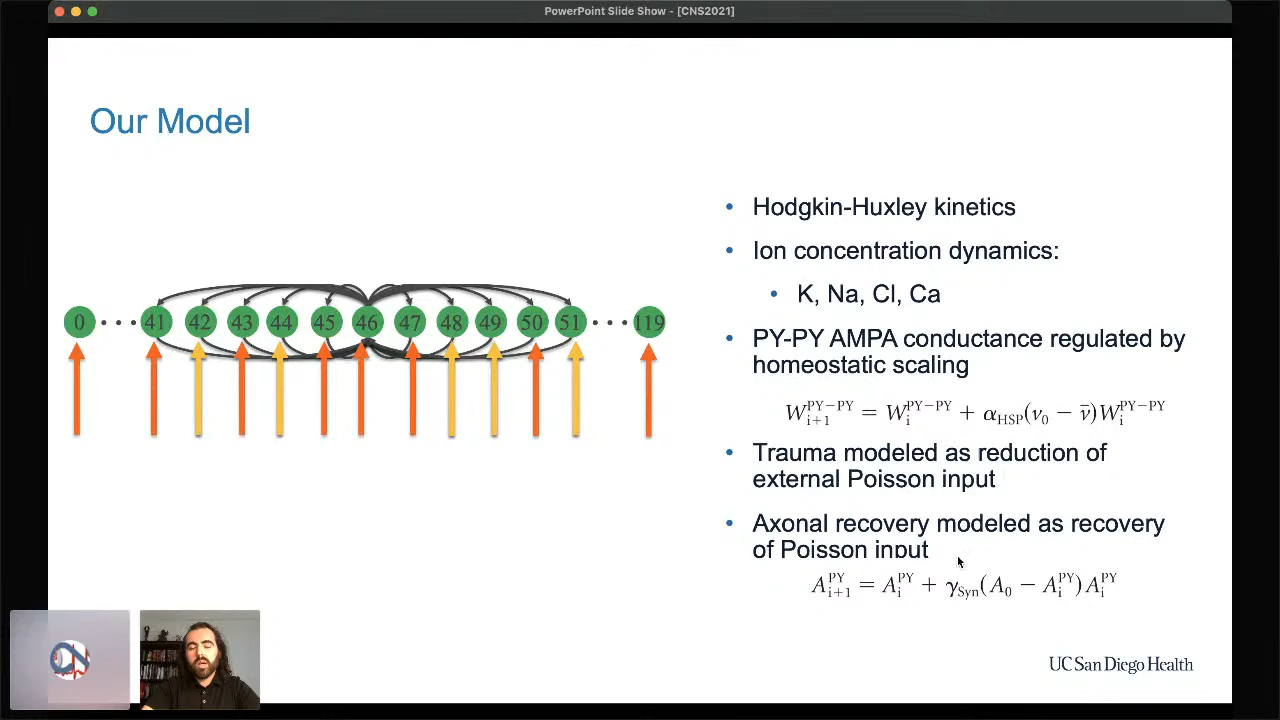 PowerPoint Slide Show - [CNS2021]
Our Model
• Hodgkin-Huxley kinetics
• Ion concentration dynamics:
• K, Na, Cl, Ca
• PY-PY AMPA conductance regulated by
homeostatic scaling
W_{i+1}^{PY-PY} = W_i^{PY-PY} + α_{HSP}(ν_0 − ν̅)W_i^{PY-PY}
• Trauma modeled as reduction of
external Poisson input
• Axonal recovery modeled as recovery
of Poisson input
A_{i+1}^{PY} = A_i^{PY} + γ_{Syn}(A_0 − A_i^{PY})A_i^{PY}
0 ··· 41 42 43 44 45 46 47 48 49 50 51 ··· 119
UC San Diego Health
CN